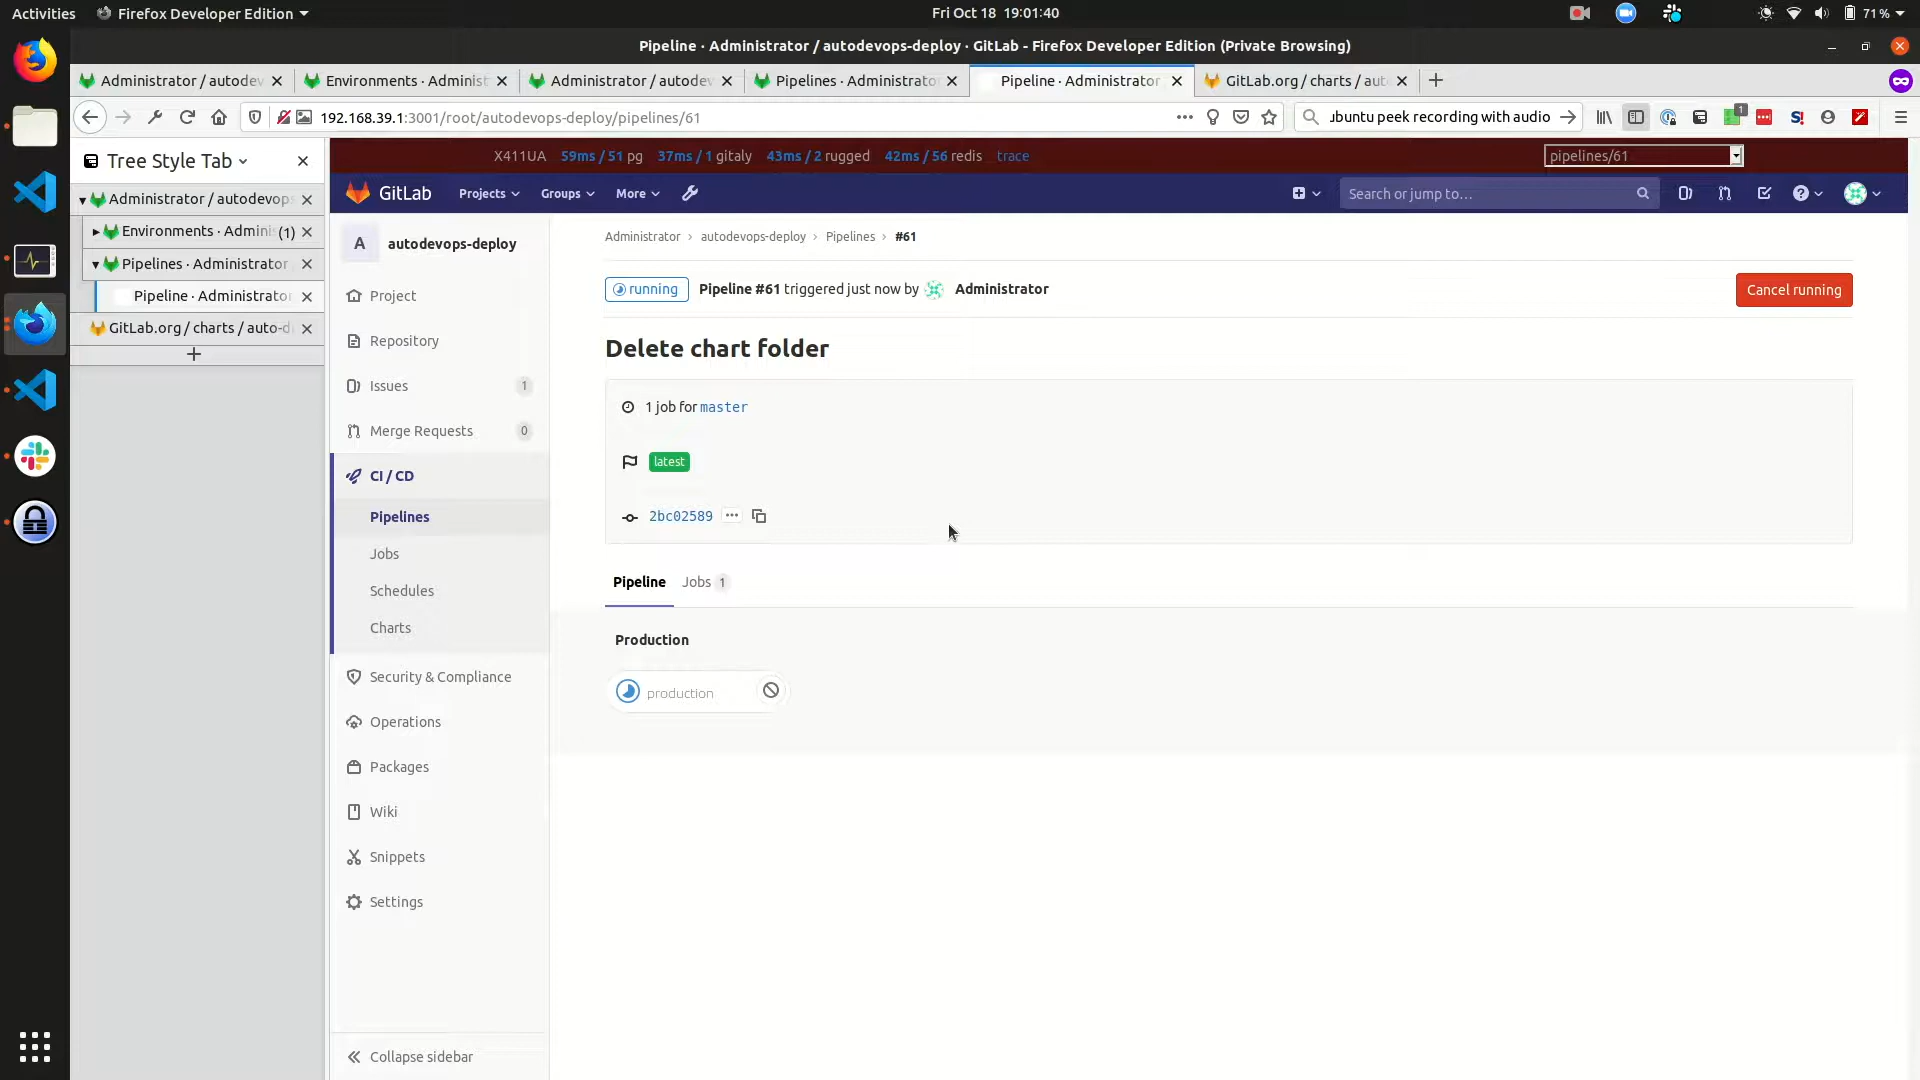 Activities Firefox Developer Edition Fri Oct 18 19:01:40 71 %
Pipeline · Administrator / autodevops-deploy · GitLab - Firefox Developer Edition (Private Browsing)
Administrator / autodev Environments · Adminis Administrator / autodev Pipelines · Administrato Pipeline · Administrator GitLab.org / charts / aut
192.168.39.1:3001/root/autodevops-deploy/pipelines/61 ubuntu peek recording with audio 1 S!
Tree Style Tab
Administrator / autodevops
Environments · Adminis (1)
Pipelines · Administrator
Pipeline · Administrator
GitLab.org / charts / auto-d
X411UA 59ms / 51 pg 37ms / 1 gitaly 43ms / 2 rugged 42ms / 56 redis trace pipelines/61
GitLab Projects Groups More Search or jump to…
A autodevops-deploy
Project
Repository
Issues 1
Merge Requests 0
CI / CD
Pipelines
Jobs
Schedules
Charts
Security & Compliance
Operations
Packages
Wiki
Snippets
Settings
Collapse sidebar
Administrator › autodevops-deploy › Pipelines › #61
running Pipeline #61 triggered just now by Administrator Cancel running
Delete chart folder
1 job for master
latest
2bc02589
Pipeline Jobs 1
Production
production